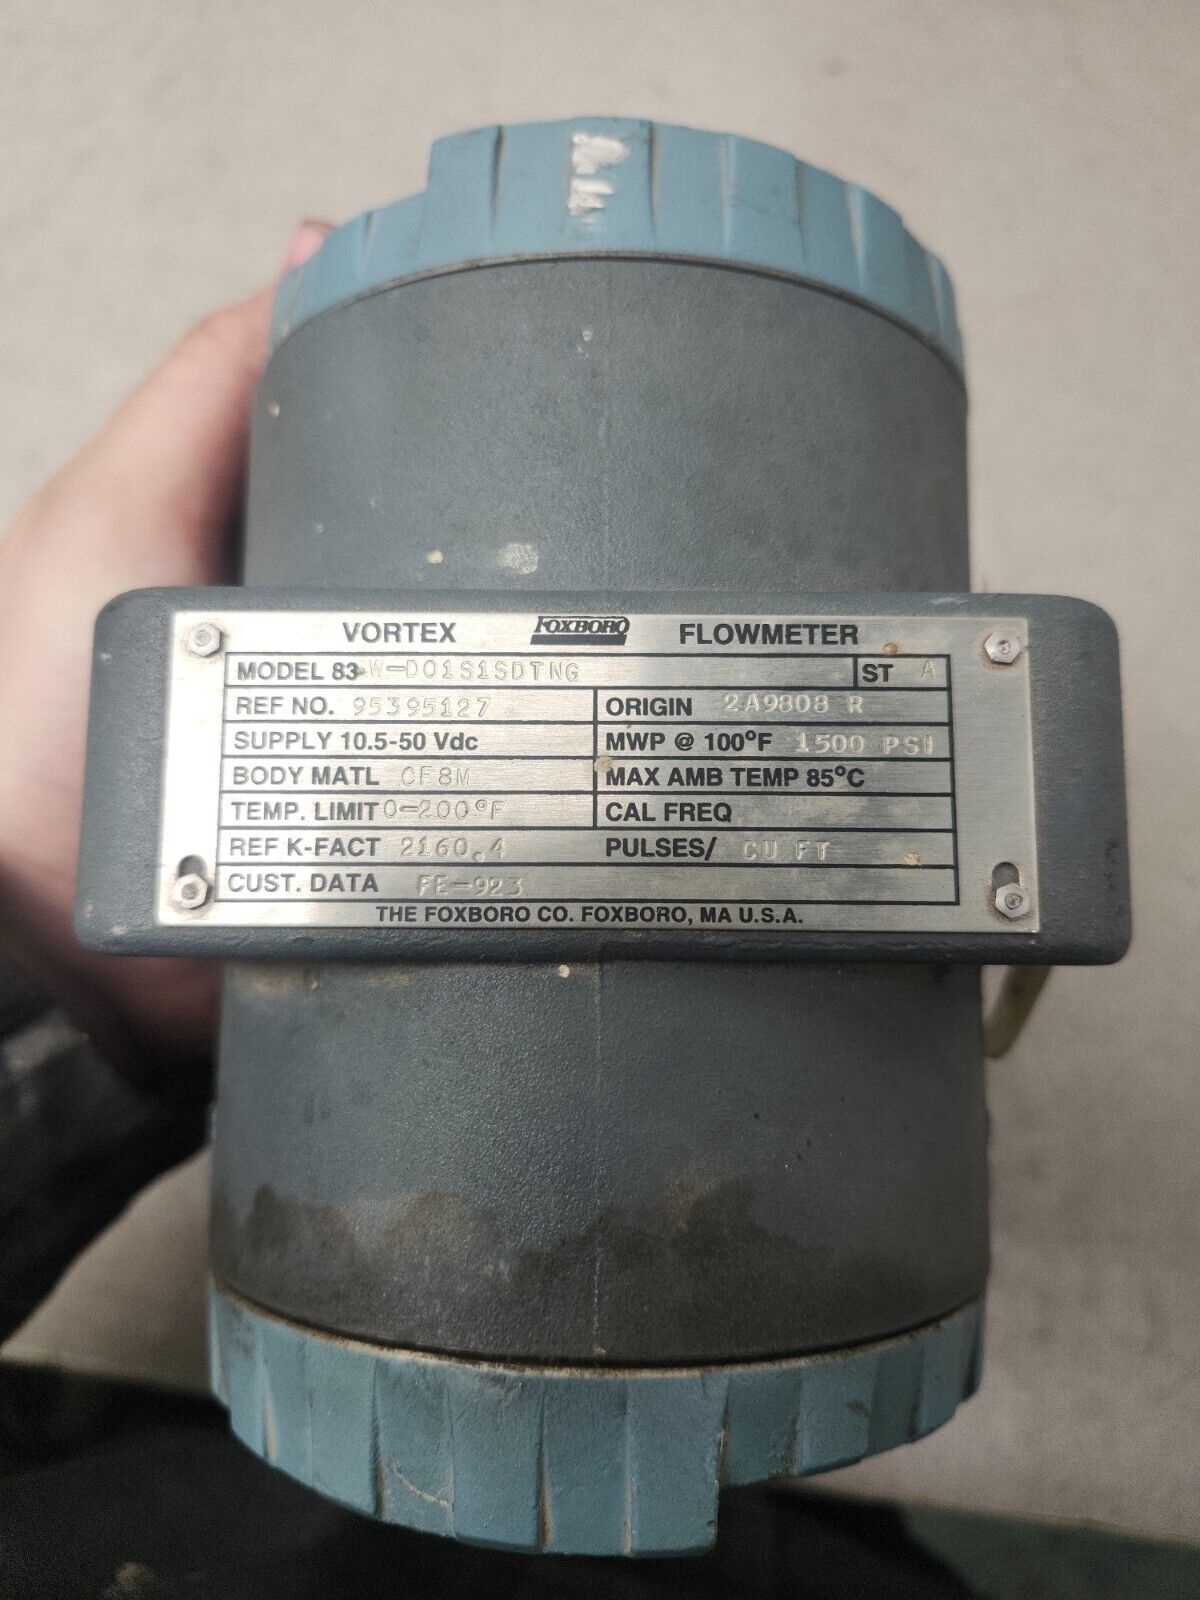 VORTEX FOXBORO FLOWMETER
MODEL 83 W-D01S1SDTNG ST A
REF NO. 95395127 ORIGIN 2A9808 R
SUPPLY 10.5-50 Vdc MWP @ 100°F 1500 PSI
BODY MATL CF8M MAX AMB TEMP 85°C
TEMP. LIMIT 0-200°F CAL FREQ
REF K-FACT 2160.4 PULSES/ CU FT
CUST. DATA FE-923
THE FOXBORO CO. FOXBORO, MA U.S.A.